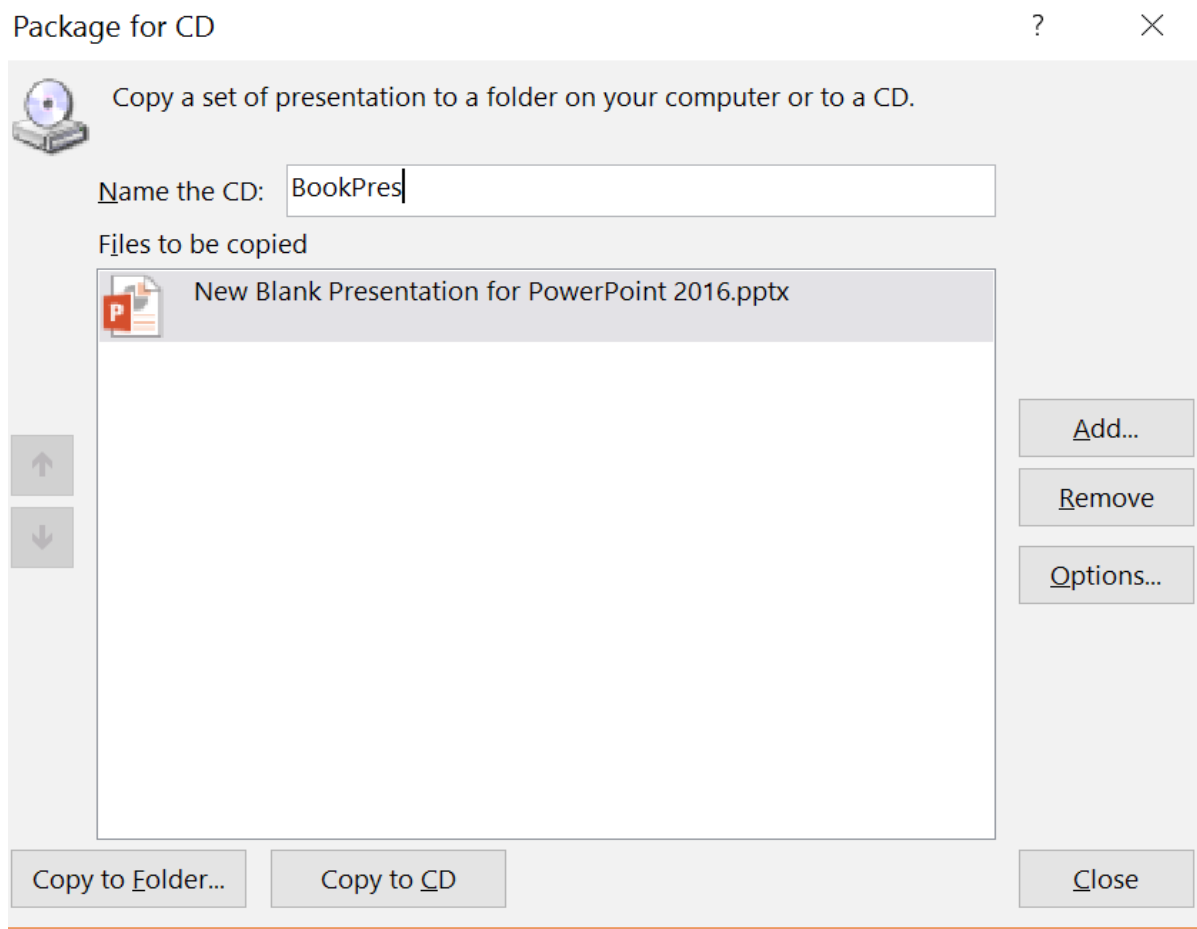 Package for CD ?
Copy a set of presentation to a folder on your computer or to a CD.
Name the CD: BookPres
Files to be copied
P New Blank Presentation for PowerPoint 2016.pptx
Add...
Remove
Options...
Copy to Folder... Copy to CD Close